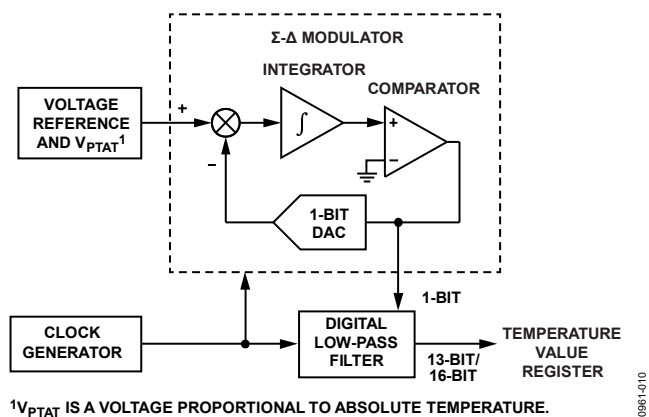 Σ-Δ MODULATOR
INTEGRATOR
COMPARATOR
VOLTAGE
REFERENCE
AND VPTAT1
+
−
∫
+
−
1-BIT
DAC
1-BIT
CLOCK
GENERATOR
DIGITAL
LOW-PASS
FILTER
13-BIT/
16-BIT
TEMPERATURE
VALUE
REGISTER
1VPTAT IS A VOLTAGE PROPORTIONAL TO ABSOLUTE TEMPERATURE.
0961-010